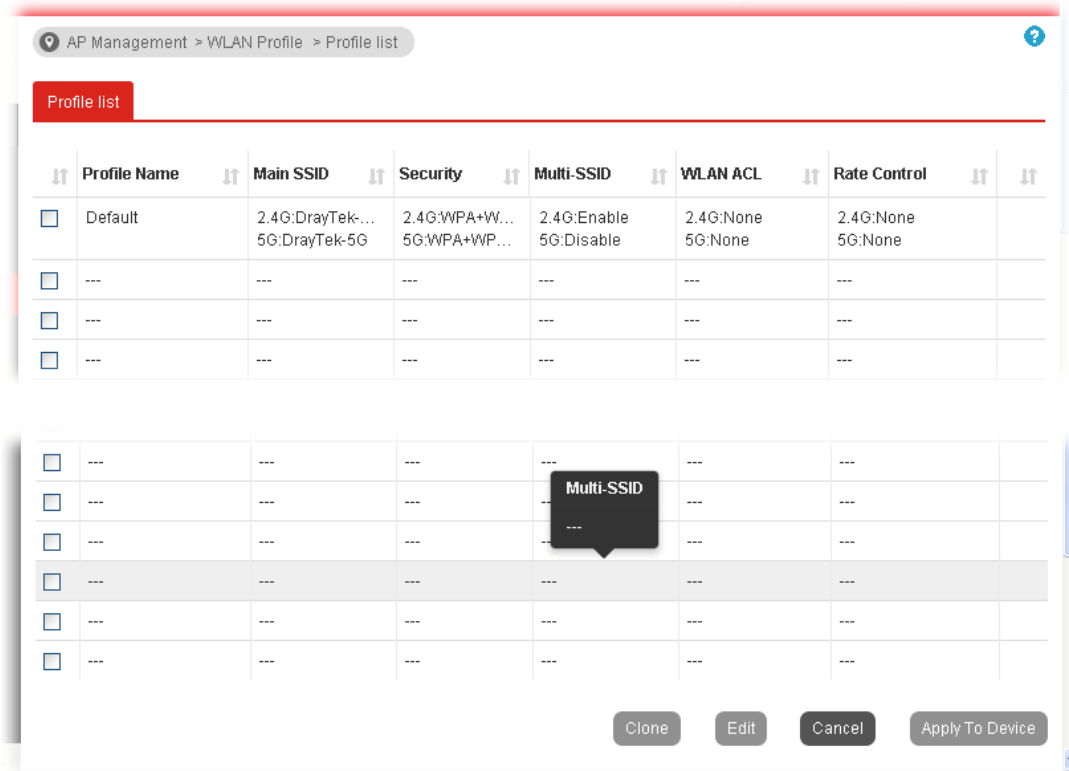 AP Management > WLAN Profile > Profile list
?
Profile list
Profile Name Main SSID Security Multi-SSID WLAN ACL Rate Control
Default 2.4G:DrayTek-... 2.4G:WPA+W... 2.4G:Enable 2.4G:None 2.4G:None
5G:DrayTek-5G 5G:WPA+WP... 5G:Disable 5G:None 5G:None
--- --- --- --- --- ---
--- --- --- --- --- ---
--- --- --- --- --- ---
--- --- --- --- --- ---
Multi-SSID
---
--- --- --- --- --- ---
--- --- --- --- --- ---
--- --- --- --- --- ---
--- --- --- --- --- ---
--- --- --- --- --- ---
Clone Edit Cancel Apply To Device